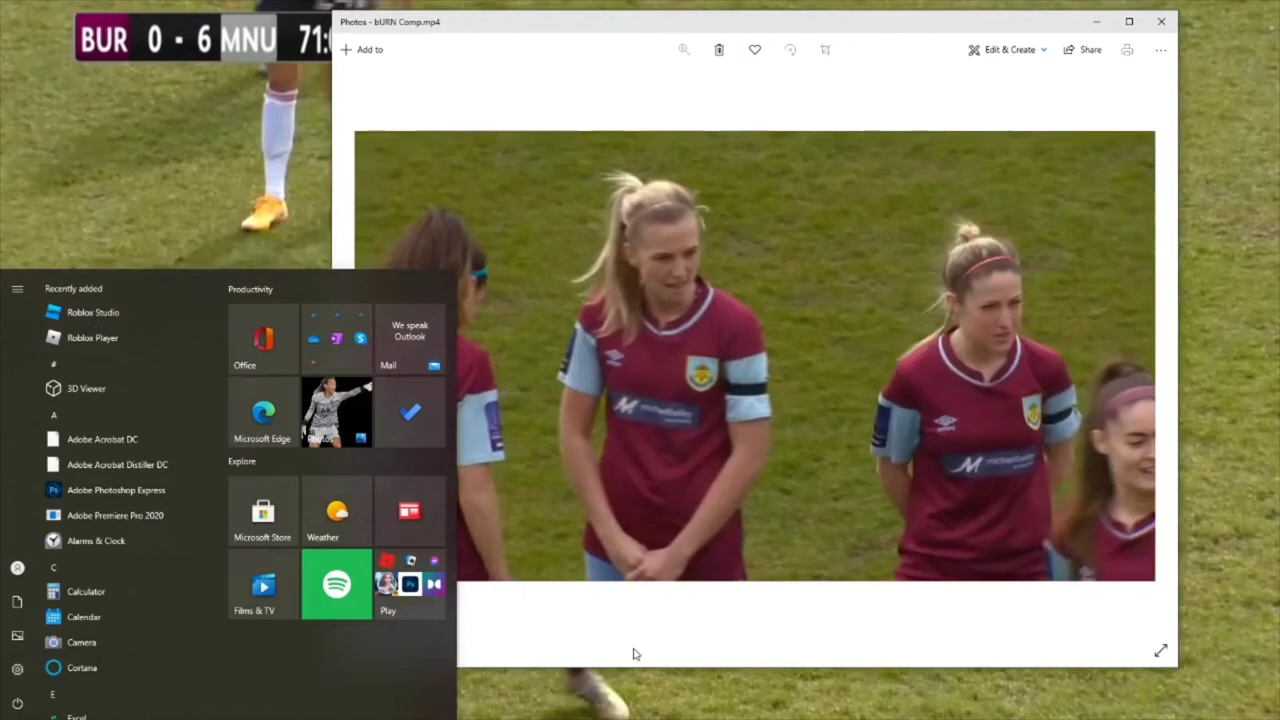 BUR 0 - 6 MNU 71:
Photos - bURN Comp.mp4
Add to
Edit & Create
Share
Recently added
Roblox Studio
Roblox Player
#
3D Viewer
A
Adobe Acrobat DC
Adobe Acrobat Distiller DC
Adobe Photoshop Express
Adobe Premiere Pro 2020
Alarms & Clock
C
Calculator
Calendar
Camera
Cortana
E
Excel
Productivity
Office
We speak
Outlook
Mail
Microsoft Edge
Photos
Explore
Microsoft Store
Weather
Films & TV
Play